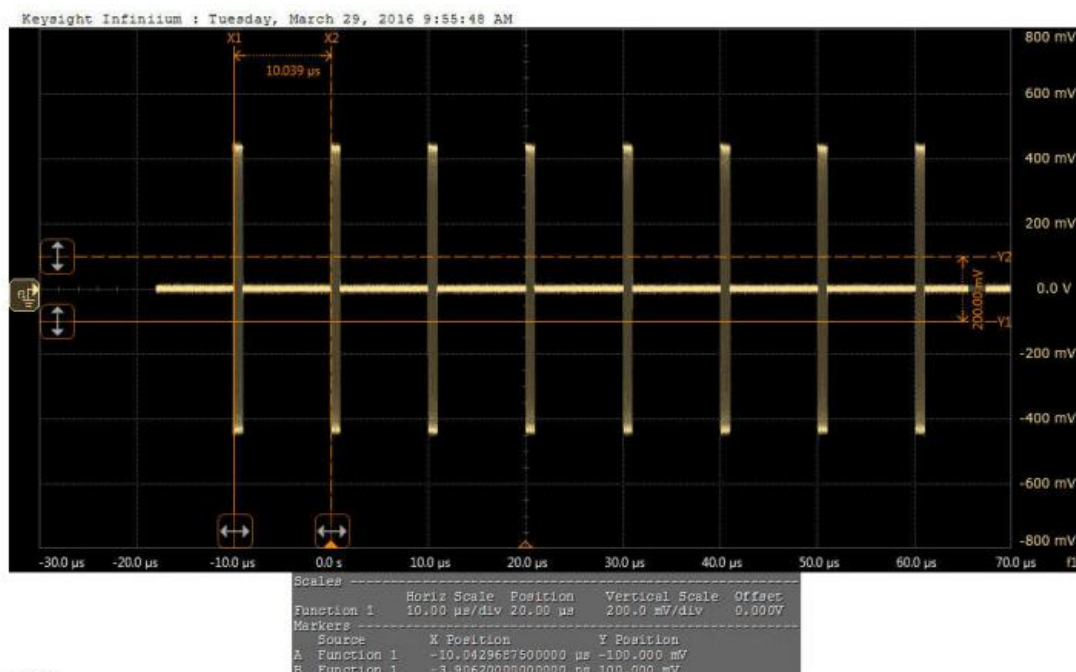 Keysight Infiniium : Tuesday, March 29, 2016 9:55:48 AM
X1 X2
10.039 µs
800 mV
600 mV
400 mV
200 mV
Y2
0.0 V
200.00 mV
Y1
-200 mV
-400 mV
-600 mV
-800 mV
-30.0 µs -20.0 µs -10.0 µs 0.0 s 10.0 µs 20.0 µs 30.0 µs 40.0 µs 50.0 µs 60.0 µs 70.0 µs f1
Scales
Horiz Scale Position Vertical Scale Offset
Function 1 10.00 µs/div 20.00 µs 200.0 mV/div 0.000V
Markers
Source X Position Y Position
A Function 1 -10.0429687500000 µs -100.000 mV
B Function 1 -3.90620000000000 ns 100.000 mV